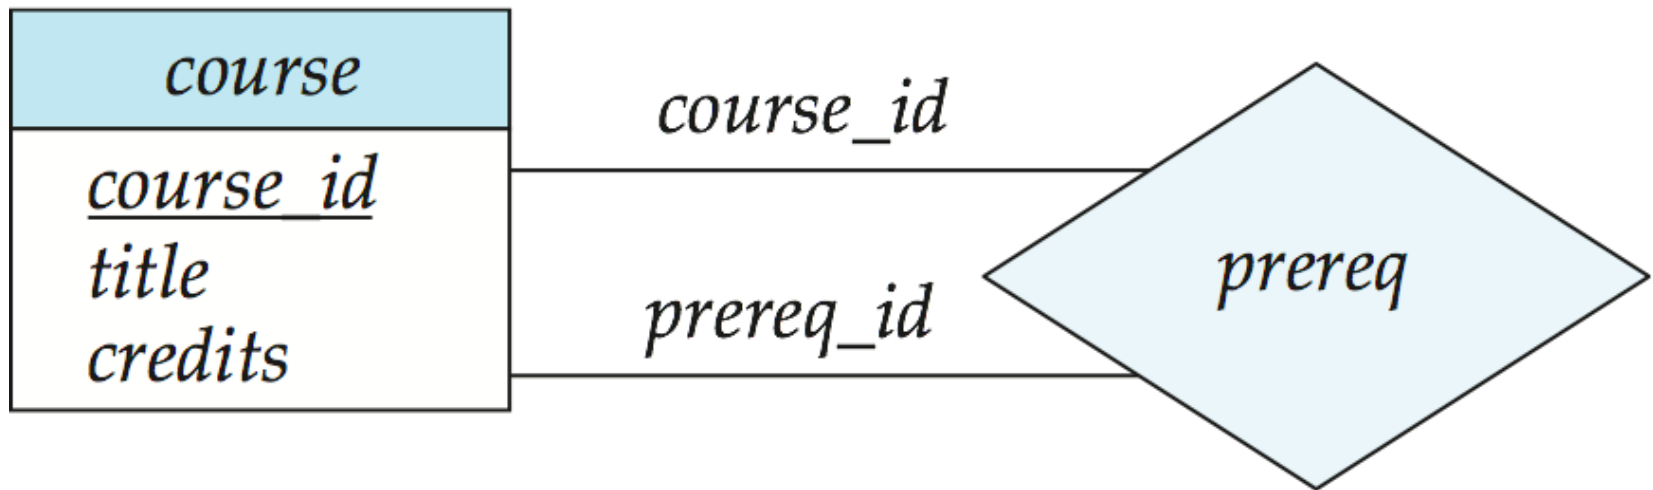 course
course_id
title
credits
course_id
prereq_id
prereq